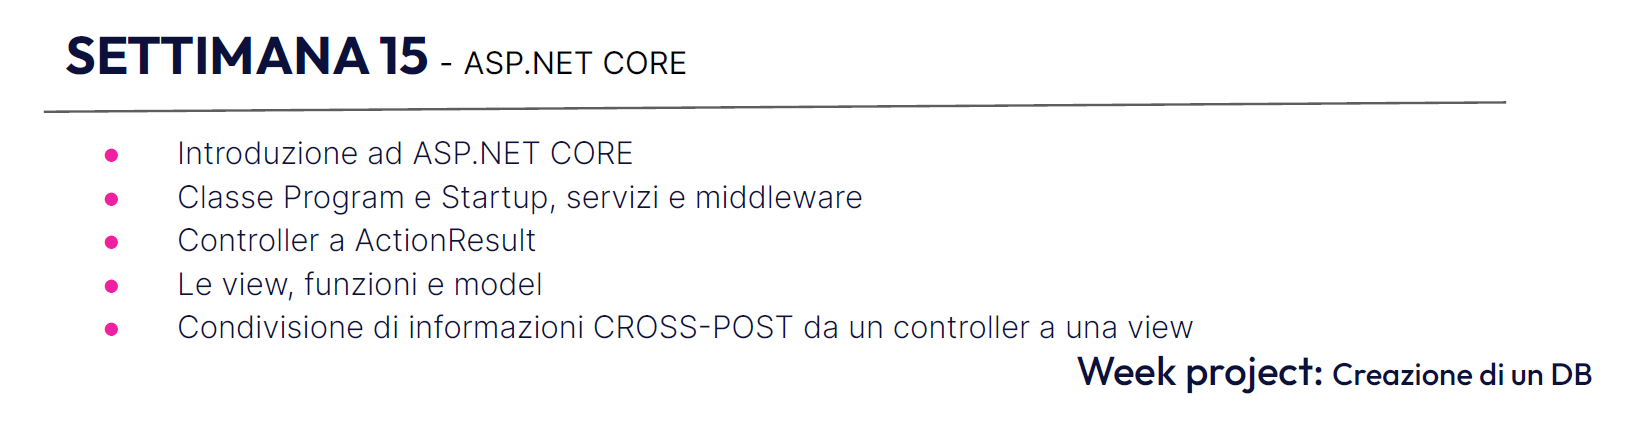 SETTIMANA 15 - ASP.NET CORE
Introduzione ad ASP.NET CORE
Classe Program e Startup, servizi e middleware
Controller a ActionResult
Le view, funzioni e model
Condivisione di informazioni CROSS-POST da un controller a una view
Week project: Creazione di un DB